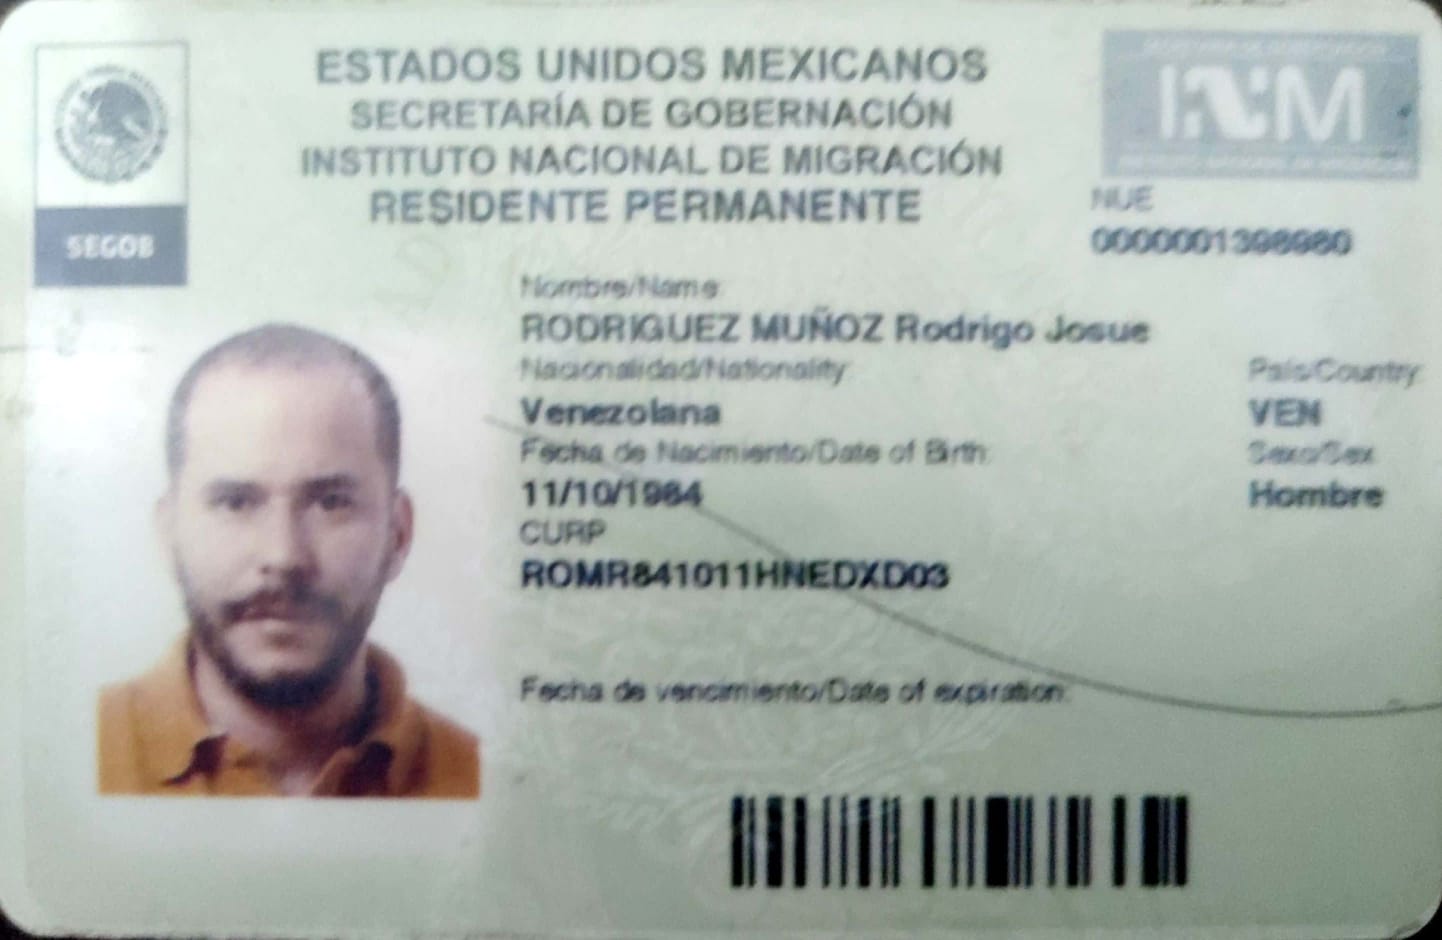 ESTADOS UNIDOS MEXICANOS
SECRETARÍA DE GOBERNACIÓN
INSTITUTO NACIONAL DE MIGRACIÓN
RESIDENTE PERMANENTE
SEGOB
INM
NUE
0000001398980
Nombre/Name
RODRIGUEZ MUÑOZ Rodrigo Josue
Nacionalidad/Nationality País/Country
Venezolana VEN
Fecha de Nacimiento/Date of Birth: Sexo/Sex
11/10/1984 Hombre
CURP
ROMR841011HNEDXD03
Fecha de vencimiento/Date of expiration: